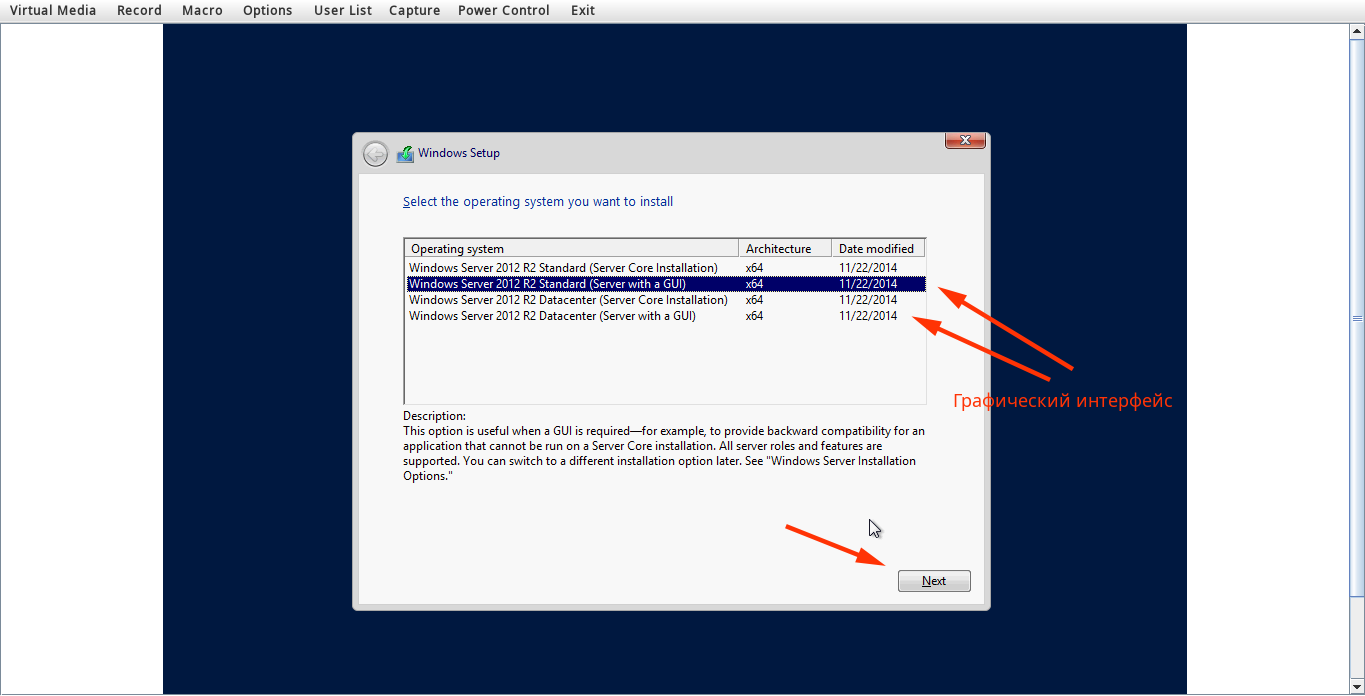 Virtual Media Record Macro Options User List Capture Power Control Exit
Windows Setup
Select the operating system you want to install
Operating system Architecture Date modified
Windows Server 2012 R2 Standard (Server Core Installation) x64 11/22/2014
Windows Server 2012 R2 Standard (Server with a GUI) x64 11/22/2014
Windows Server 2012 R2 Datacenter (Server Core Installation) x64 11/22/2014
Windows Server 2012 R2 Datacenter (Server with a GUI) x64 11/22/2014
Графический интерфейс
Description:
This option is useful when a GUI is required—for example, to provide backward compatibility for an
application that cannot be run on a Server Core installation. All server roles and features are
supported. You can switch to a different installation option later. See "Windows Server Installation
Options."
Next